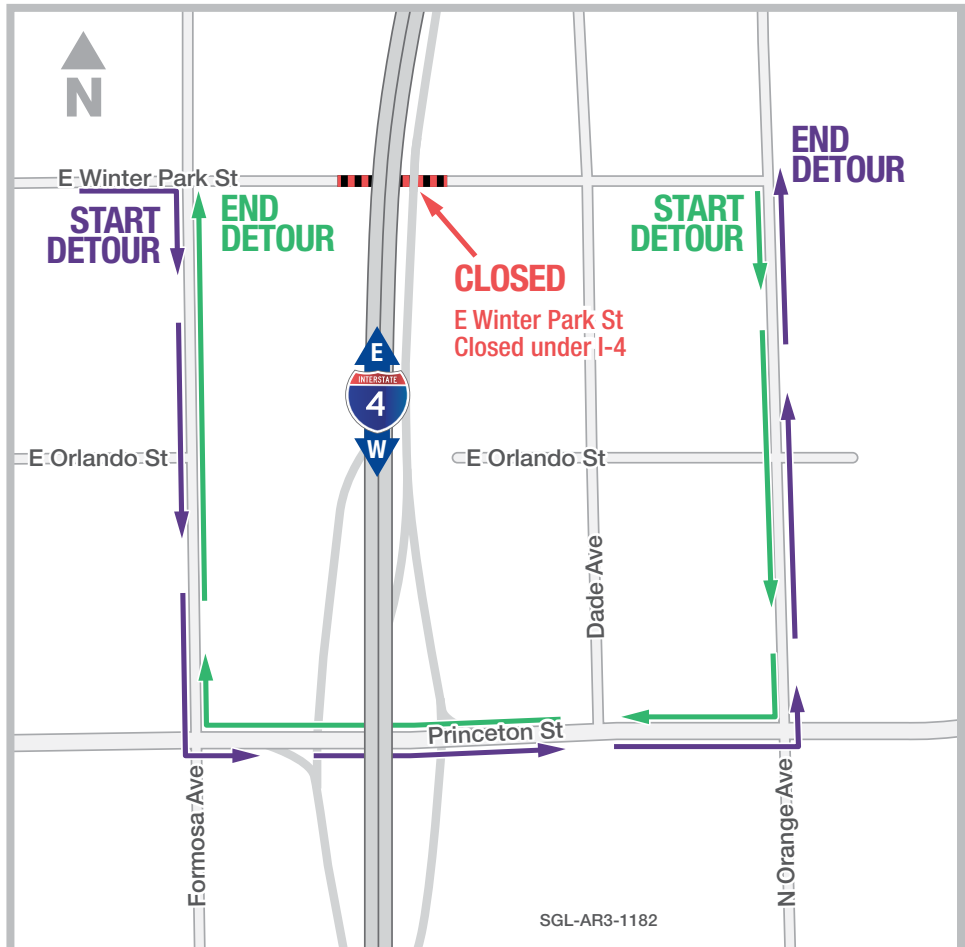 N
E Winter Park St
START
DETOUR
END
DETOUR
CLOSED
E Winter Park St
Closed under I-4
START
DETOUR
END
DETOUR
E
INTERSTATE
4
W
E Orlando St
E Orlando St
Dade Ave
Princeton St
Formosa Ave
N Orange Ave
SGL-AR3-1182